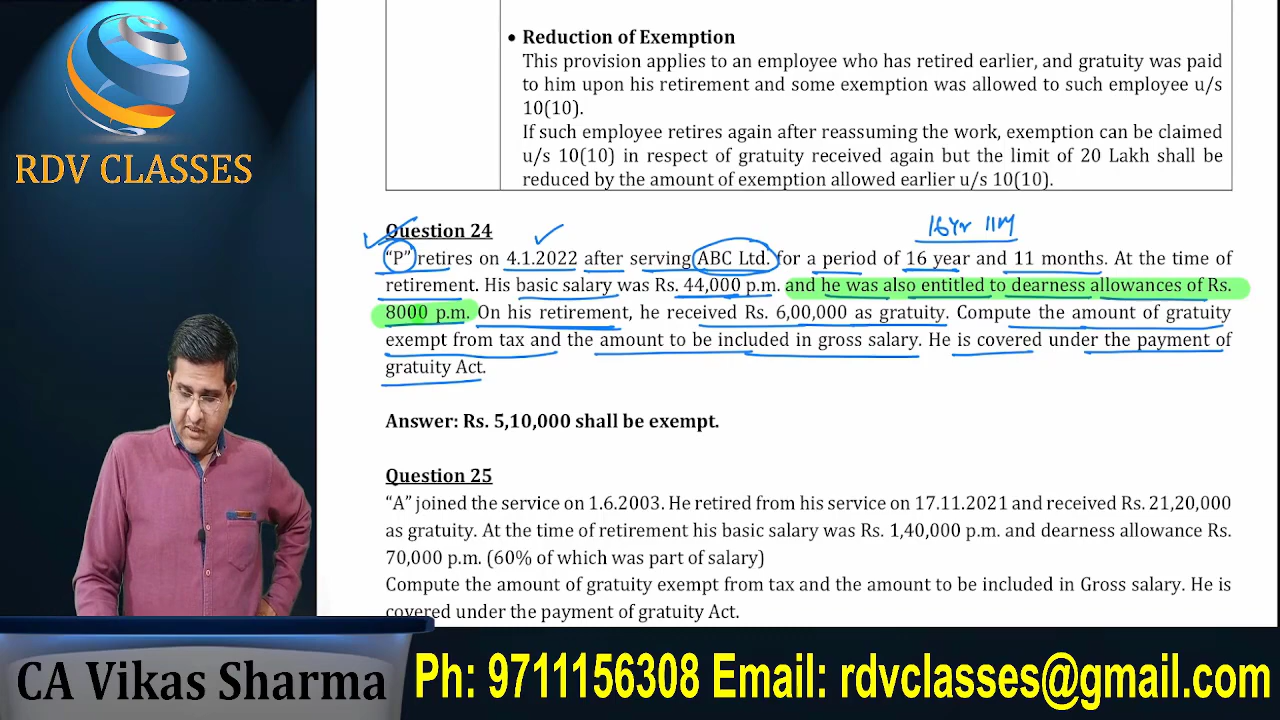 RDV CLASSES
• Reduction of Exemption
This provision applies to an employee who has retired earlier, and gratuity was paid
to him upon his retirement and some exemption was allowed to such employee u/s
10(10).
If such employee retires again after reassuming the work, exemption can be claimed
u/s 10(10) in respect of gratuity received again but the limit of 20 Lakh shall be
reduced by the amount of exemption allowed earlier u/s 10(10).
Question 24
16 Yr 11M
“P” retires on 4.1.2022 after serving ABC Ltd. for a period of 16 year and 11 months. At the time of
retirement. His basic salary was Rs. 44,000 p.m. and he was also entitled to dearness allowances of Rs.
8000 p.m. On his retirement, he received Rs. 6,00,000 as gratuity. Compute the amount of gratuity
exempt from tax and the amount to be included in gross salary. He is covered under the payment of
gratuity Act.
Answer: Rs. 5,10,000 shall be exempt.
Question 25
“A” joined the service on 1.6.2003. He retired from his service on 17.11.2021 and received Rs. 21,20,000
as gratuity. At the time of retirement his basic salary was Rs. 1,40,000 p.m. and dearness allowance Rs.
70,000 p.m. (60% of which was part of salary)
Compute the amount of gratuity exempt from tax and the amount to be included in Gross salary. He is
covered under the payment of gratuity Act.
CA Vikas Sharma
Ph: 9711156308 Email: rdvclasses@gmail.com